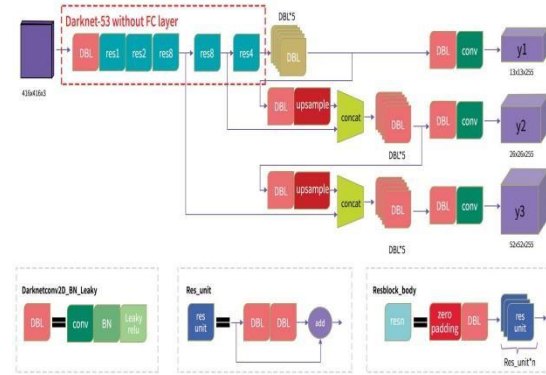 Darknet-53 without FC layer
DBL*5
DBL
res1
res2
res8
res8
res4
DBL
conv
y1
416x416x3
13x13x255
DBL
upsample
concat
DBL
DBL
conv
y2
DBL*5
26x26x255
DBL
upsample
concat
DBL
DBL
conv
y3
DBL*5
52x52x255
Darknetconv2D_BN_Leaky
DBL
conv
BN
Leaky
relu
Res_unit
res
unit
DBL
DBL
add
Resblock_body
resn
zero
padding
DBL
res
unit
Res_unit*n